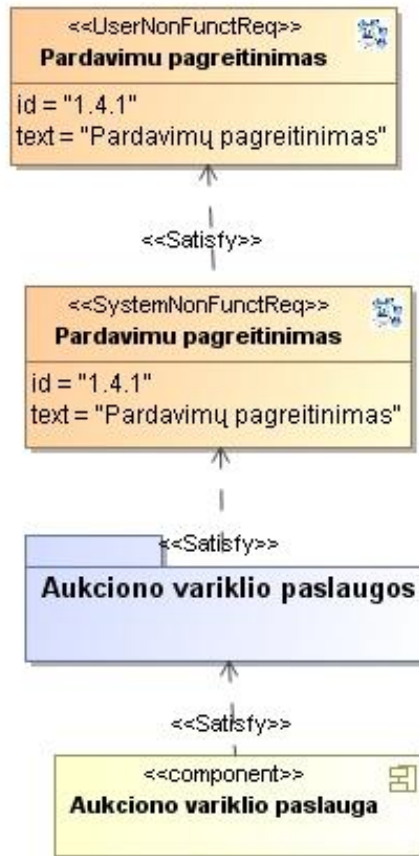 <<UserNonFunctReq>>
Pardavimu pagreitinimas
id = "1.4.1"
text = "Pardavimų pagreitinimas"
<<Satisfy>>
<<SystemNonFunctReq>>
Pardavimu pagreitinimas
id = "1.4.1"
text = "Pardavimų pagreitinimas"
<<Satisfy>>
Aukciono variklio paslaugos
<<Satisfy>>
<<component>>
Aukciono variklio paslauga